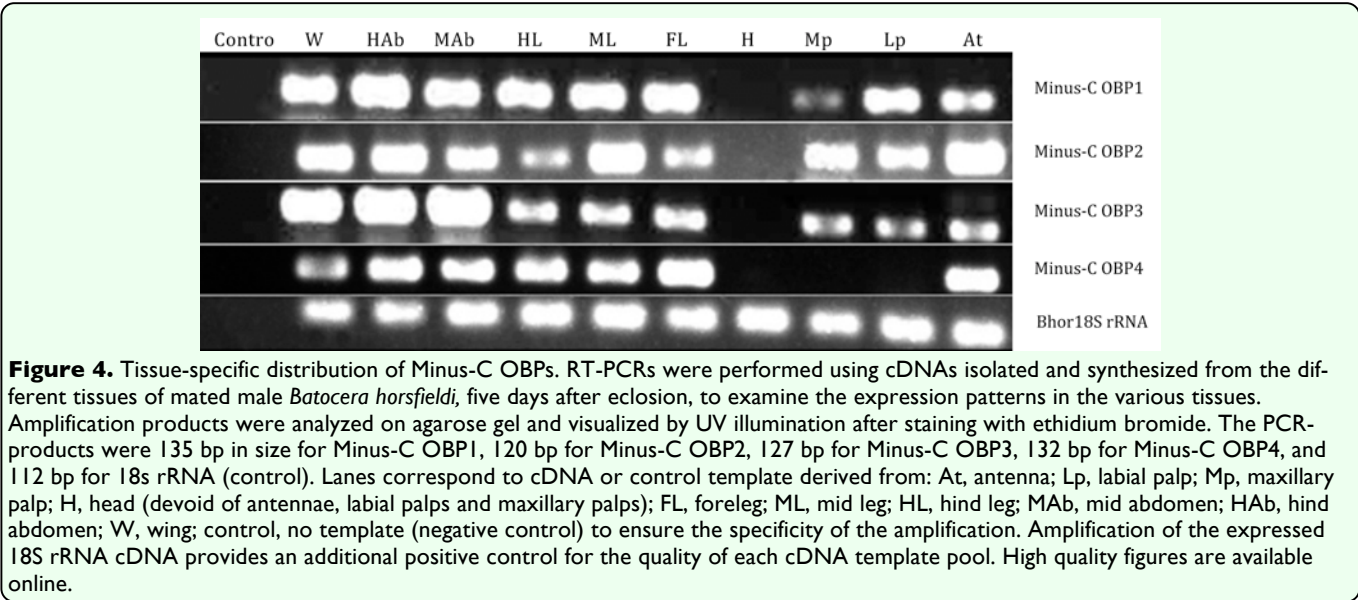 Contro W HAb MAb HL ML FL H Mp Lp At
Minus-C OBP1
Minus-C OBP2
Minus-C OBP3
Minus-C OBP4
Bhor18S rRNA
Figure 4. Tissue-specific distribution of Minus-C OBPs. RT-PCRs were performed using cDNAs isolated and synthesized from the dif-
ferent tissues of mated male Batocera horsfieldi, five days after eclosion, to examine the expression patterns in the various tissues.
Amplification products were analyzed on agarose gel and visualized by UV illumination after staining with ethidium bromide. The PCR-
products were 135 bp in size for Minus-C OBP1, 120 bp for Minus-C OBP2, 127 bp for Minus-C OBP3, 132 bp for Minus-C OBP4, and
112 bp for 18s rRNA (control). Lanes correspond to cDNA or control template derived from: At, antenna; Lp, labial palp; Mp, maxillary
palp; H, head (devoid of antennae, labial palps and maxillary palps); FL, foreleg; ML, mid leg; HL, hind leg; MAb, mid abdomen; HAb, hind
abdomen; W, wing; control, no template (negative control) to ensure the specificity of the amplification. Amplification of the expressed
18S rRNA cDNA provides an additional positive control for the quality of each cDNA template pool. High quality figures are available
online.